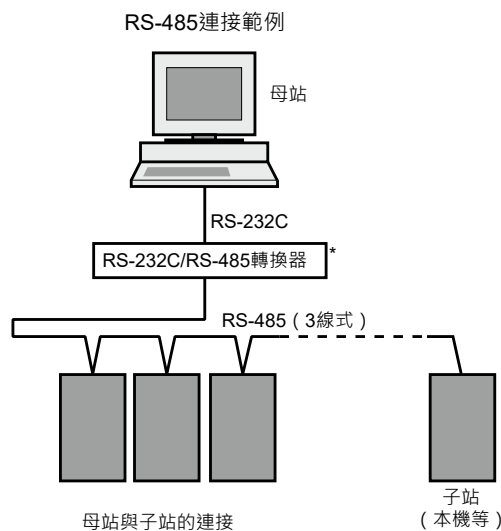 RS-485連接範例
母站
RS-232C
RS-232C/RS-485轉換器 *
RS-485（3線式）
子站
（本機等）
母站與子站的連接